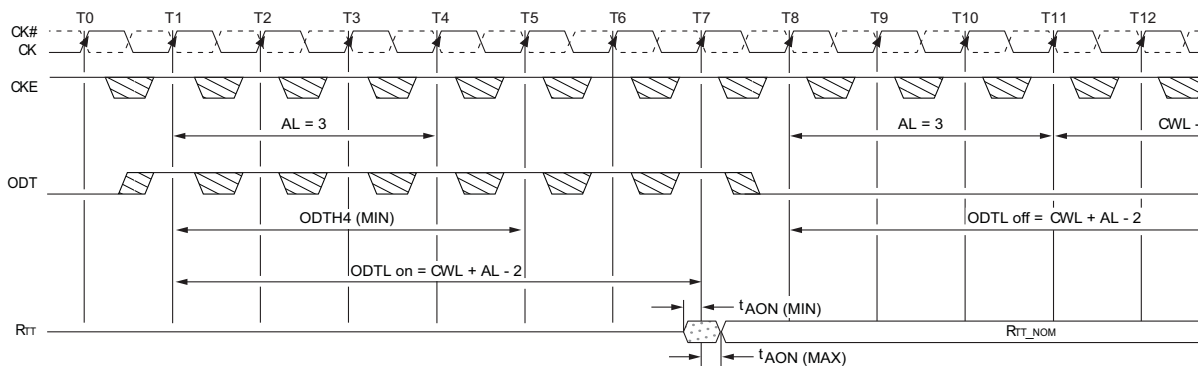 T0 T1 T2 T3 T4 T5 T6 T7 T8 T9 T10 T11 T12
CK#
CK
CKE
AL = 3 AL = 3 CWL -
ODT
ODTH4 (MIN) ODTL off = CWL + AL - 2
ODTL on = CWL + AL - 2
tAON (MIN)
RTT RTT_NOM
tAON (MAX)